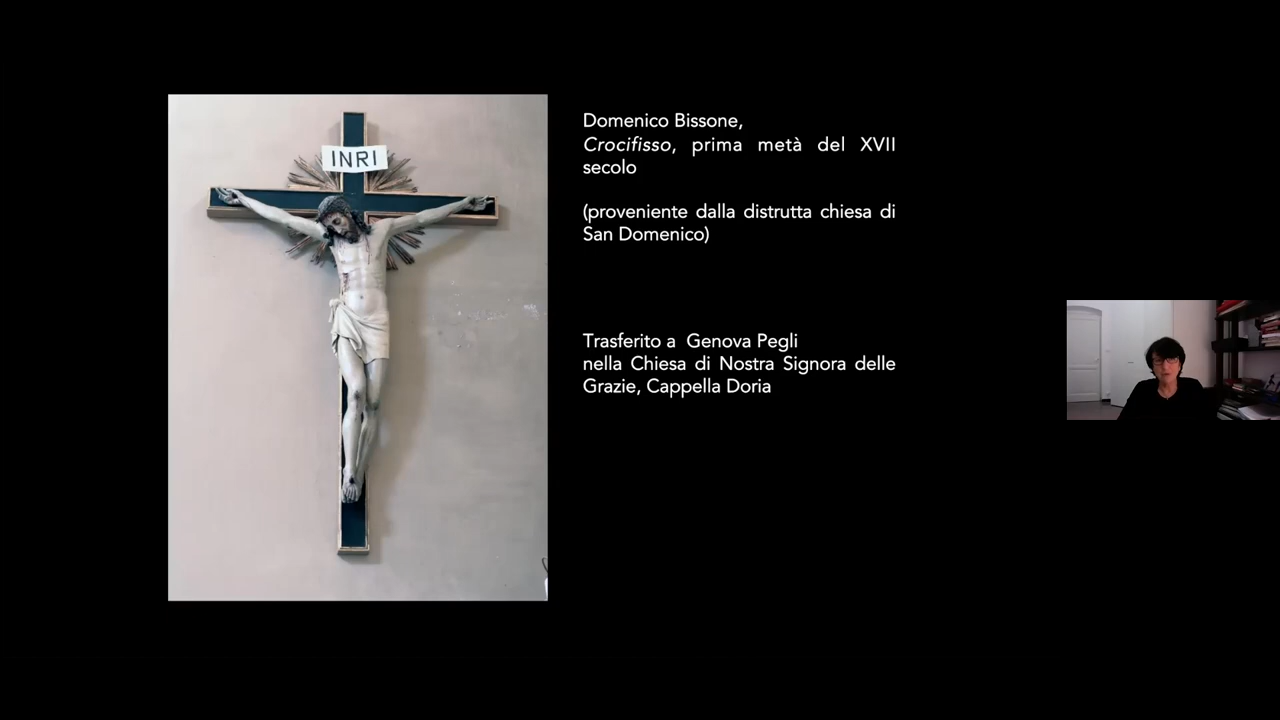 INRI
Domenico Bissone,
Crocifisso, prima metà del XVII
secolo
(proveniente dalla distrutta chiesa di
San Domenico)
Trasferito a Genova Pegli
nella Chiesa di Nostra Signora delle
Grazie, Cappella Doria